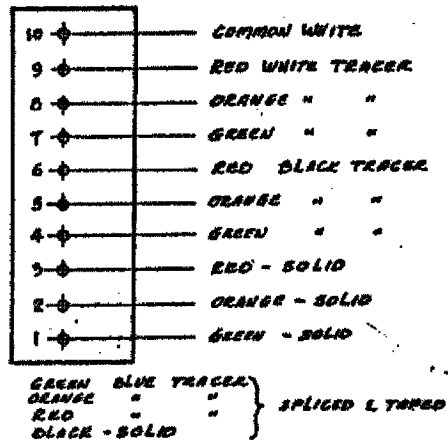 10 COMMON WHITE
9 RED WHITE TRACER
8 ORANGE " "
7 GREEN " "
6 RED BLACK TRACER
5 ORANGE " "
4 GREEN " "
3 RED - SOLID
2 ORANGE - SOLID
1 GREEN - SOLID
GREEN BLUE TRACER
ORANGE " "
RED " "
BLACK - SOLID
SPLICED & TAPED